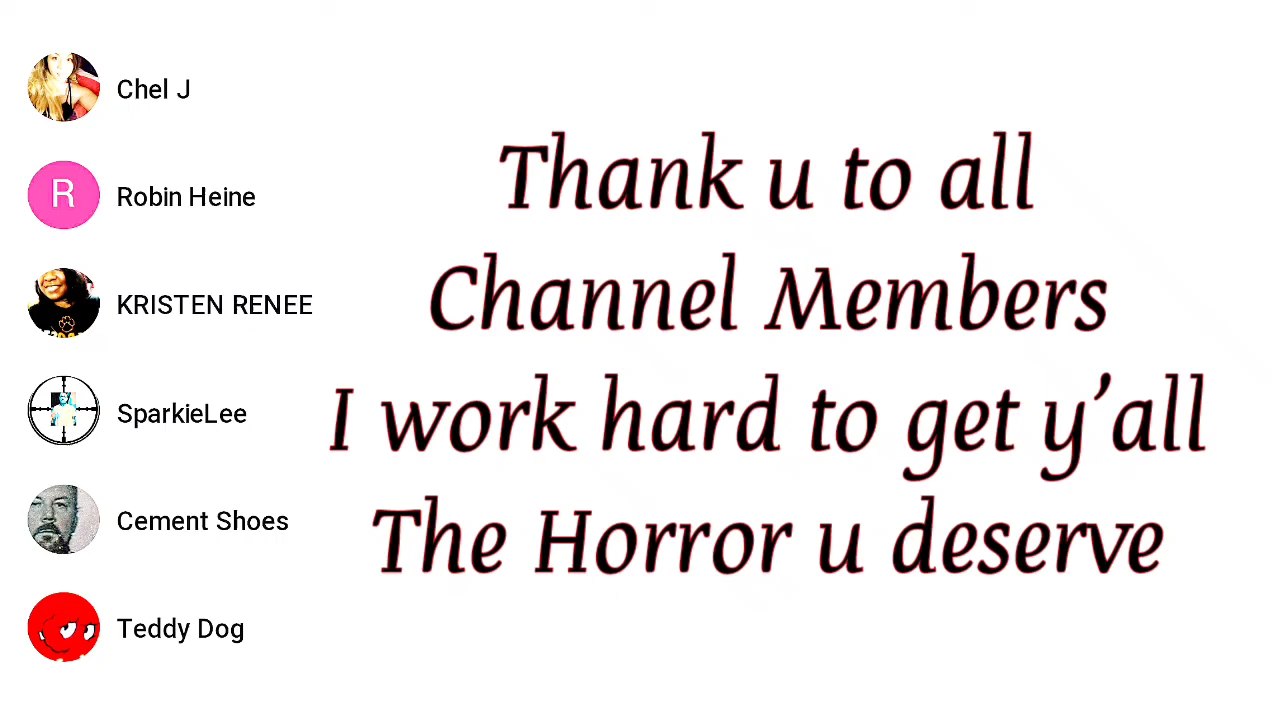 Chel J
R
Robin Heine
KRISTEN RENEE
SparkieLee
Cement Shoes
Teddy Dog
Thank u to all
Channel Members
I work hard to get y’all
The Horror u deserve